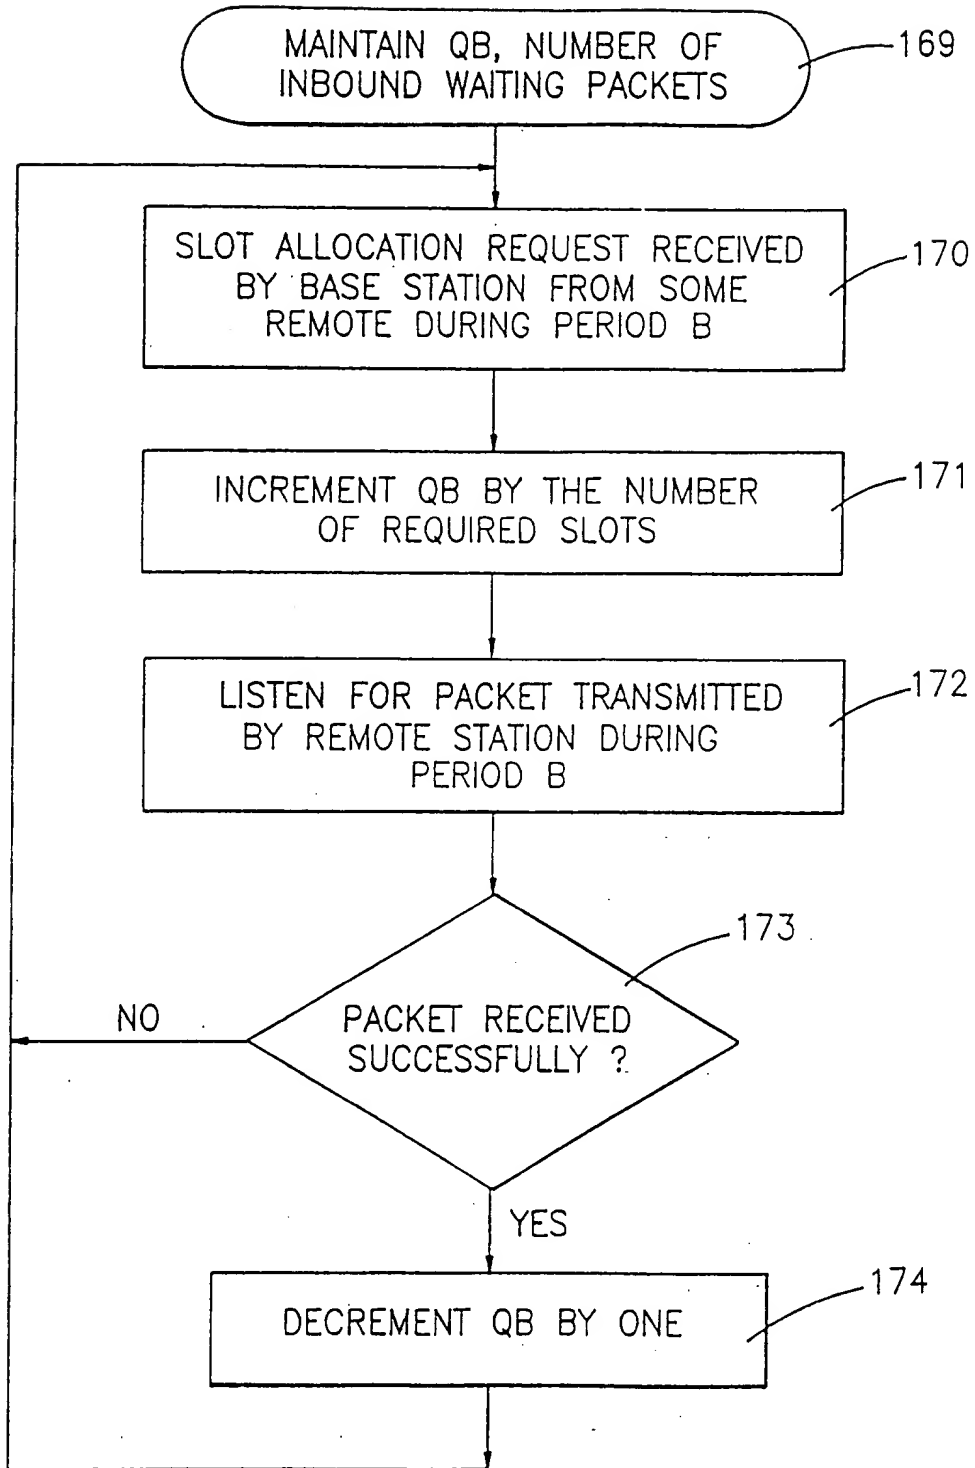 MAINTAIN QB, NUMBER OF
INBOUND WAITING PACKETS
169
SLOT ALLOCATION REQUEST RECEIVED
BY BASE STATION FROM SOME
REMOTE DURING PERIOD B
170
INCREMENT QB BY THE NUMBER
OF REQUIRED SLOTS
171
LISTEN FOR PACKET TRANSMITTED
BY REMOTE STATION DURING
PERIOD B
172
173
PACKET RECEIVED
SUCCESSFULLY ?
NO
YES
DECREMENT QB BY ONE
174